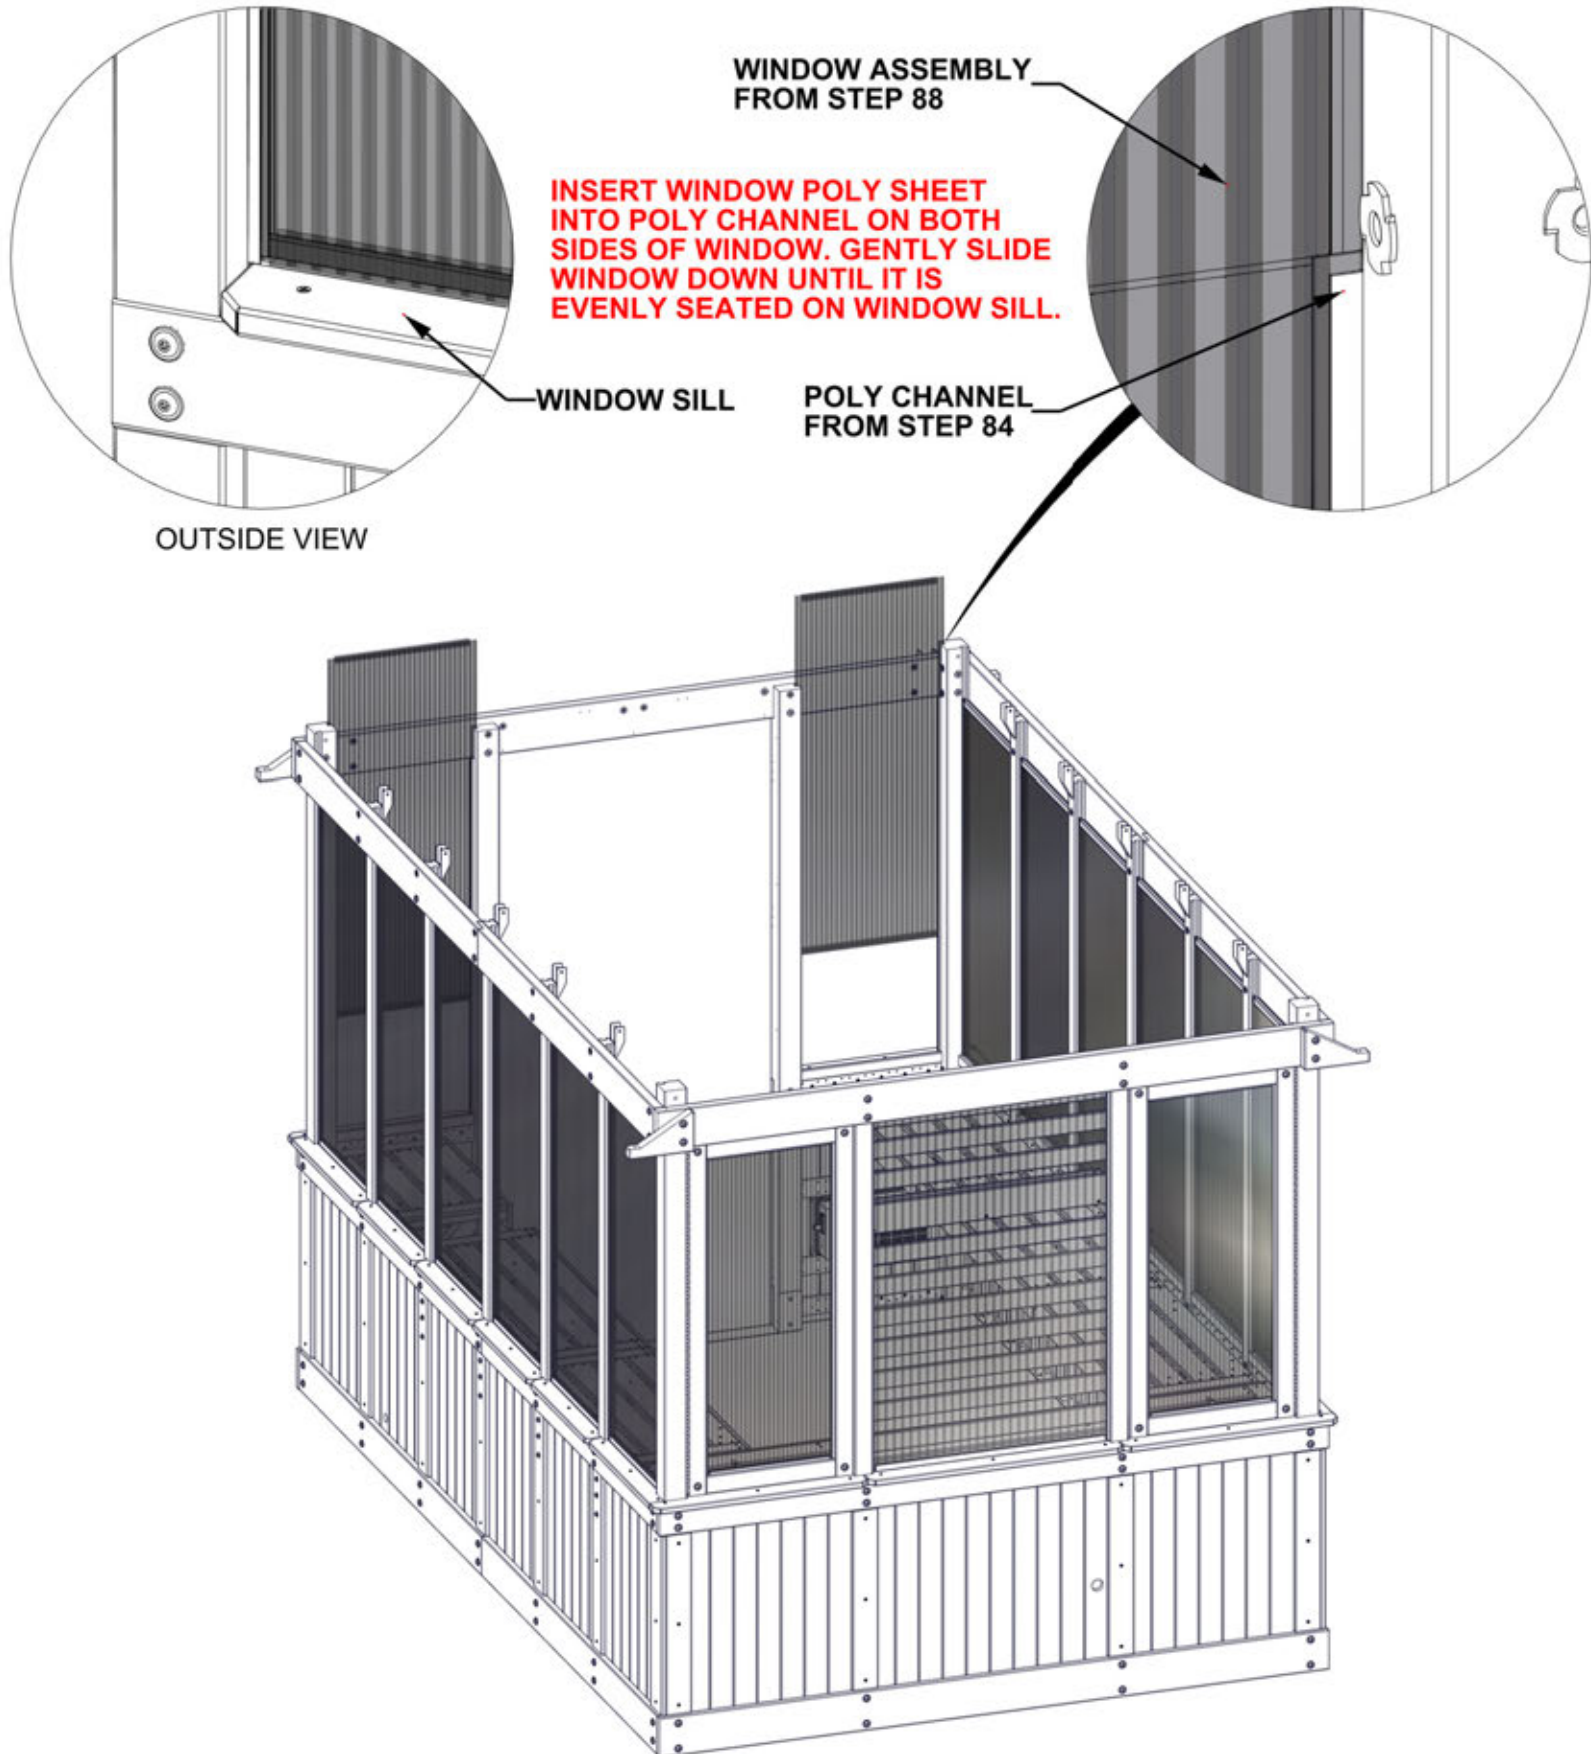 WINDOW ASSEMBLY
FROM STEP 88
INSERT WINDOW POLY SHEET
INTO POLY CHANNEL ON BOTH
SIDES OF WINDOW. GENTLY SLIDE
WINDOW DOWN UNTIL IT IS
EVENLY SEATED ON WINDOW SILL.
WINDOW SILL
POLY CHANNEL
FROM STEP 84
OUTSIDE VIEW